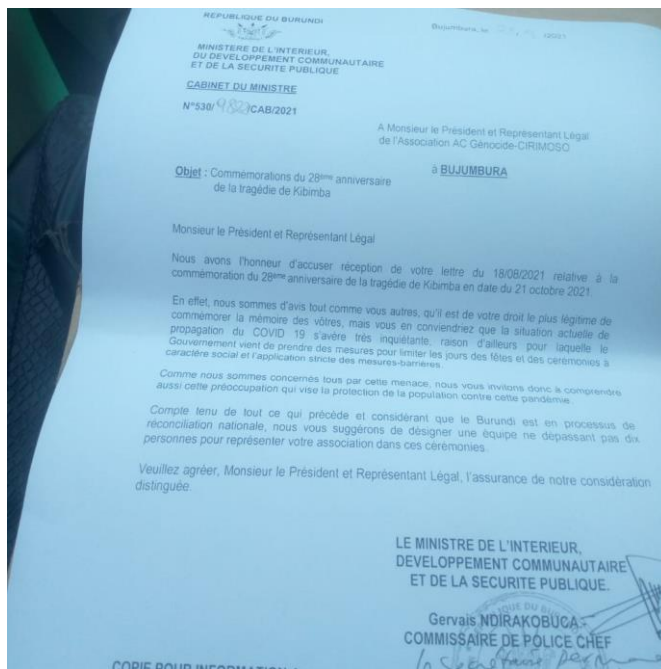 REPUBLIQUE DU BURUNDI
Bujumbura, le /2021
MINISTERE DE L'INTERIEUR,
DU DEVELOPPEMENT COMMUNAUTAIRE
ET DE LA SECURITE PUBLIQUE
CABINET DU MINISTRE
N°530/ CAB/2021
A Monsieur le Président et Représentant Légal
de l'Association AC Génocide-CIRIMOSO
à BUJUMBURA
Objet : Commémorations du 28ème anniversaire
de la tragédie de Kibimba
Monsieur le Président et Représentant Légal
Nous avons l'honneur d'accuser réception de votre lettre du 18/08/2021 relative à la
commémoration du 28ème anniversaire de la tragédie de Kibimba en date du 21 octobre 2021.
En effet, nous sommes d'avis tout comme vous autres, qu'il est de votre droit le plus légitime de
commémorer la mémoire des vôtres, mais vous en conviendriez que la situation actuelle de
propagation du COVID 19 s'avère très inquiétante, raison d'ailleurs pour laquelle le
Gouvernement vient de prendre des mesures pour limiter les jours des fêtes et des cérémonies à
caractère social et l'application stricte des mesures-barrières.
Comme nous sommes concernés tous par cette menace, nous vous invitons donc à comprendre
aussi cette préoccupation qui vise la protection de la population contre cette pandémie.
Compte tenu de tout ce qui précède et considérant que le Burundi est en processus de
réconciliation nationale, nous vous suggérons de désigner une équipe ne dépassant pas dix
personnes pour représenter votre association dans ces cérémonies.
Veuillez agréer, Monsieur le Président et Représentant Légal, l'assurance de notre considération
distinguée.
LE MINISTRE DE L'INTERIEUR,
DEVELOPPEMENT COMMUNAUTAIRE
ET DE LA SECURITE PUBLIQUE.
Gervais NDIRAKOBUCA
COMMISSAIRE DE POLICE CHEF
COPIE POUR INFORMATION